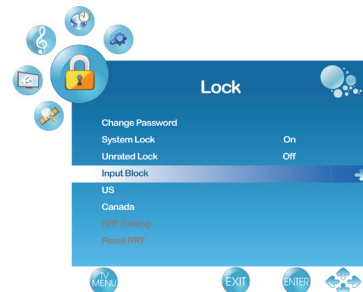 Lock
Change Password
System Lock On
Unrated Lock Off
Input Block
US
Canada
RRT Setting
Reset RRT
TV MENU EXIT ENTER